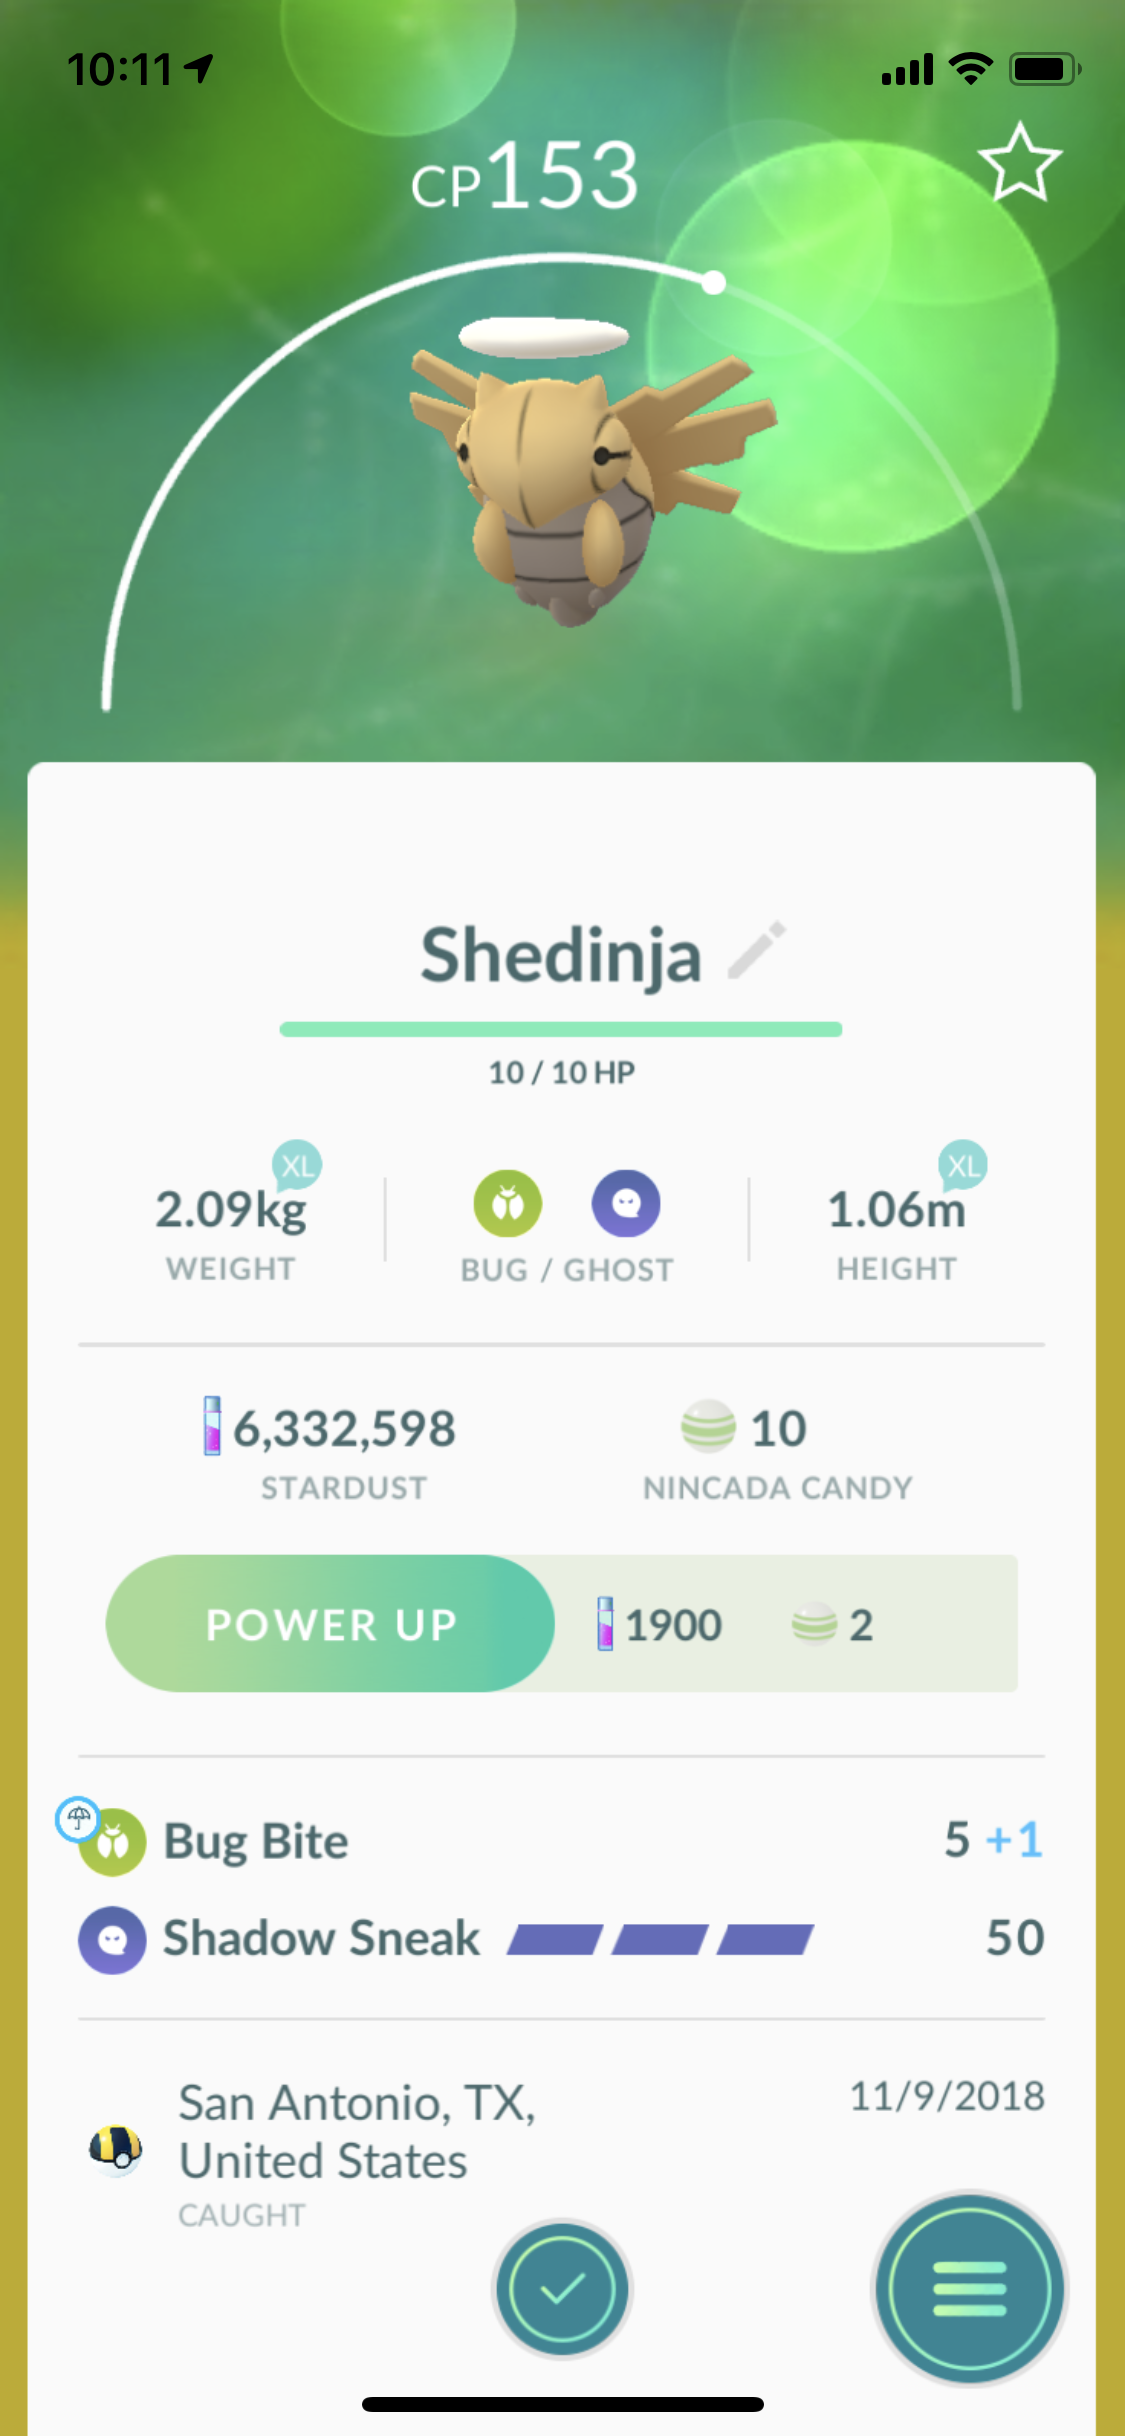 10:11
CP153
Shedinja
10 / 10 HP
XL XL
2.09kg 1.06m
WEIGHT BUG / GHOST HEIGHT
6,332,598 10
STARDUST NINCADA CANDY
POWER UP 1900 2
Bug Bite 5 +1
Shadow Sneak 50
San Antonio, TX, 11/9/2018
United States
CAUGHT